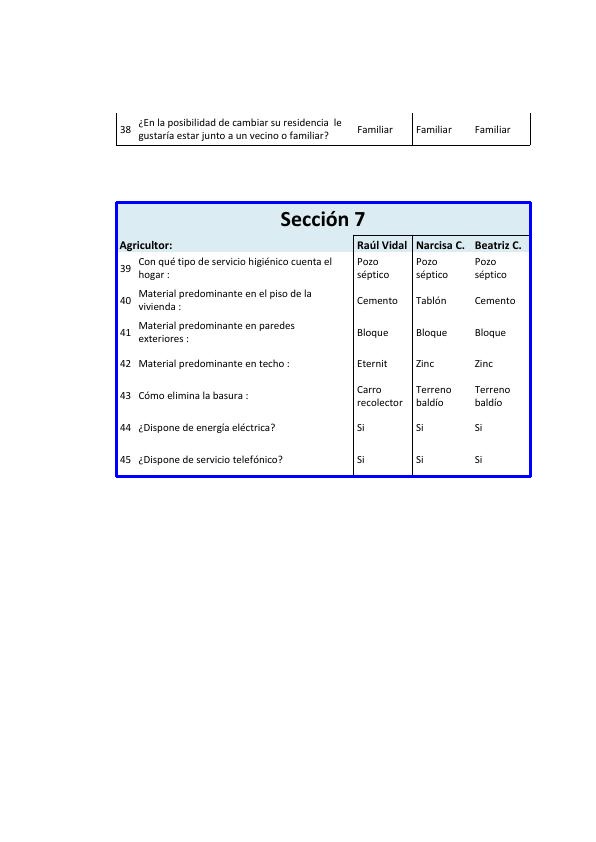 38 ¿En la posibilidad de cambiar su residencia  le gustaría estar junto a un vecino o familiar? Familiar Familiar Familiar
Sección 7
Agricultor: Raúl Vidal Narcisa C. Beatriz C.
39 Con qué tipo de servicio higiénico cuenta el hogar : Pozo séptico Pozo séptico Pozo séptico
40 Material predominante en el piso de la vivienda : Cemento Tablón Cemento
41 Material predominante en paredes exteriores : Bloque Bloque Bloque
42 Material predominante en techo : Eternit Zinc Zinc
43 Cómo elimina la basura : Carro recolector Terreno baldío Terreno baldío
44 ¿Dispone de energía eléctrica? Si Si Si
45 ¿Dispone de servicio telefónico? Si Si Si